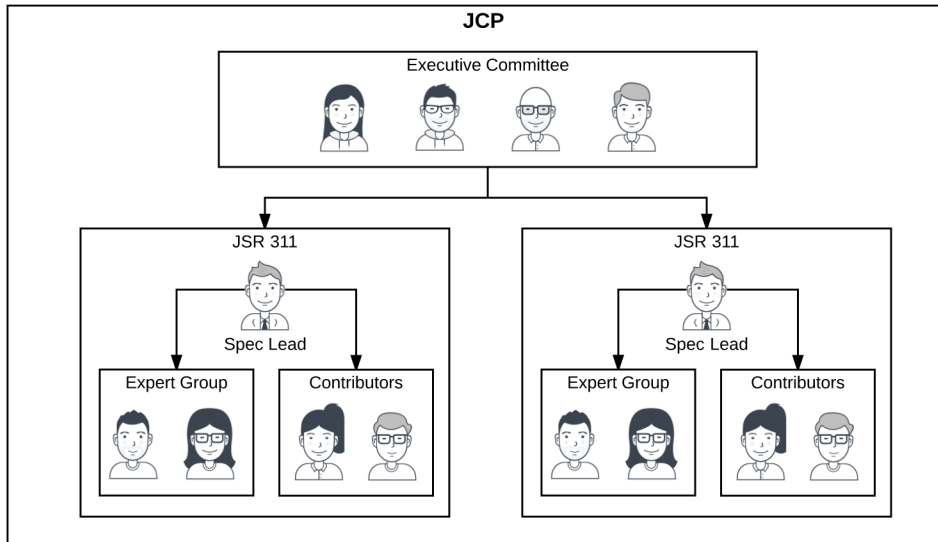 JCP
Executive Committee
JSR 311
Spec Lead
Expert Group
Contributors
JSR 311
Spec Lead
Expert Group
Contributors